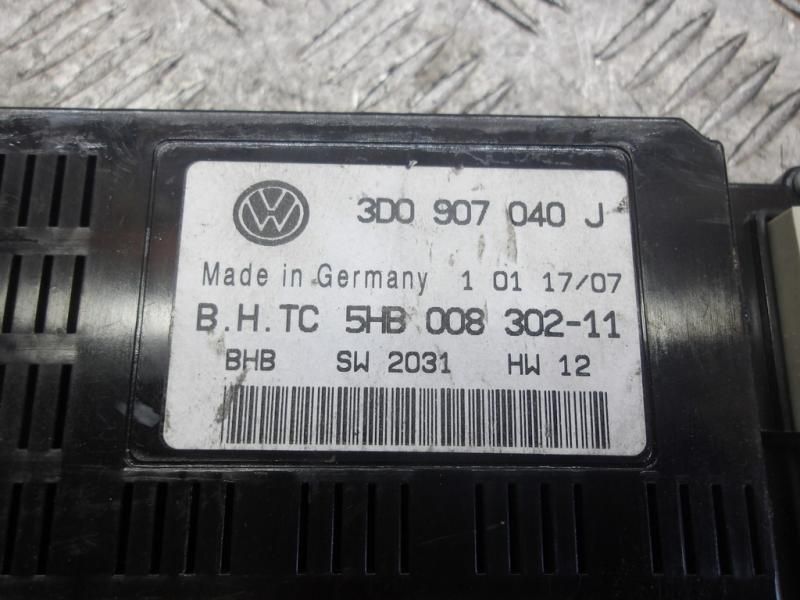 VW
3D0 907 040 J
Made in Germany 1 01 17/07
B.H.TC 5HB 008 302-11
BHB SW 2031 HW 12